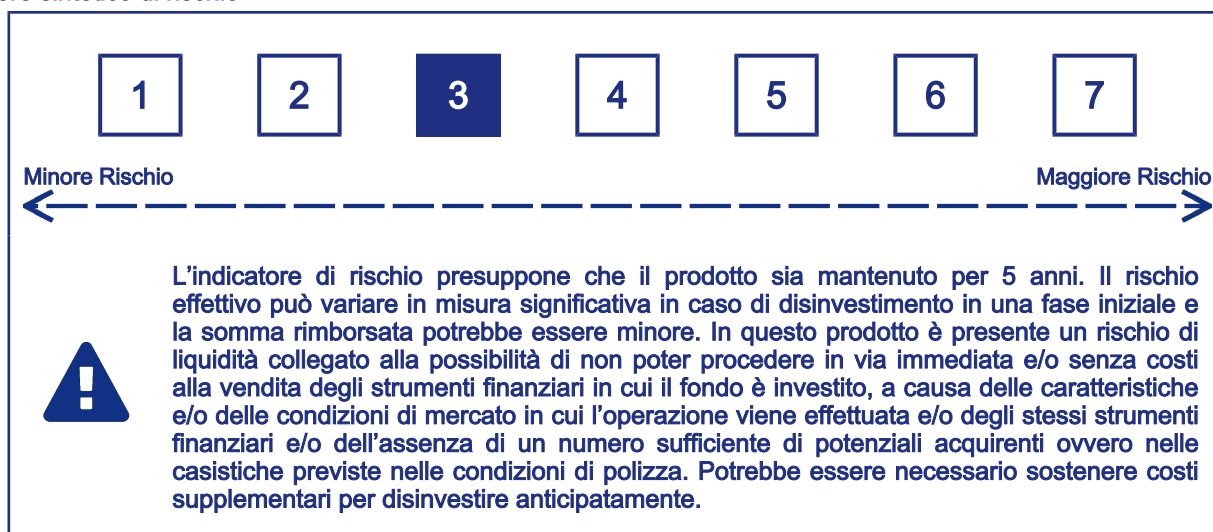 sintetico di rischio
1 2 3 4 5 6 7
Minore Rischio Maggiore Rischio
L'indicatore di rischio presuppone che il prodotto sia mantenuto per 5 anni. Il rischio
effettivo può variare in misura significativa in caso di disinvestimento in una fase iniziale e
la somma rimborsata potrebbe essere minore. In questo prodotto è presente un rischio di
liquidità collegato alla possibilità di non poter procedere in via immediata e/o senza costi
alla vendita degli strumenti finanziari in cui il fondo è investito, a causa delle caratteristiche
e/o delle condizioni di mercato in cui l'operazione viene effettuata e/o degli stessi strumenti
finanziari e/o dell'assenza di un numero sufficiente di potenziali acquirenti ovvero nelle
casistiche previste nelle condizioni di polizza. Potrebbe essere necessario sostenere costi
supplementari per disinvestire anticipatamente.